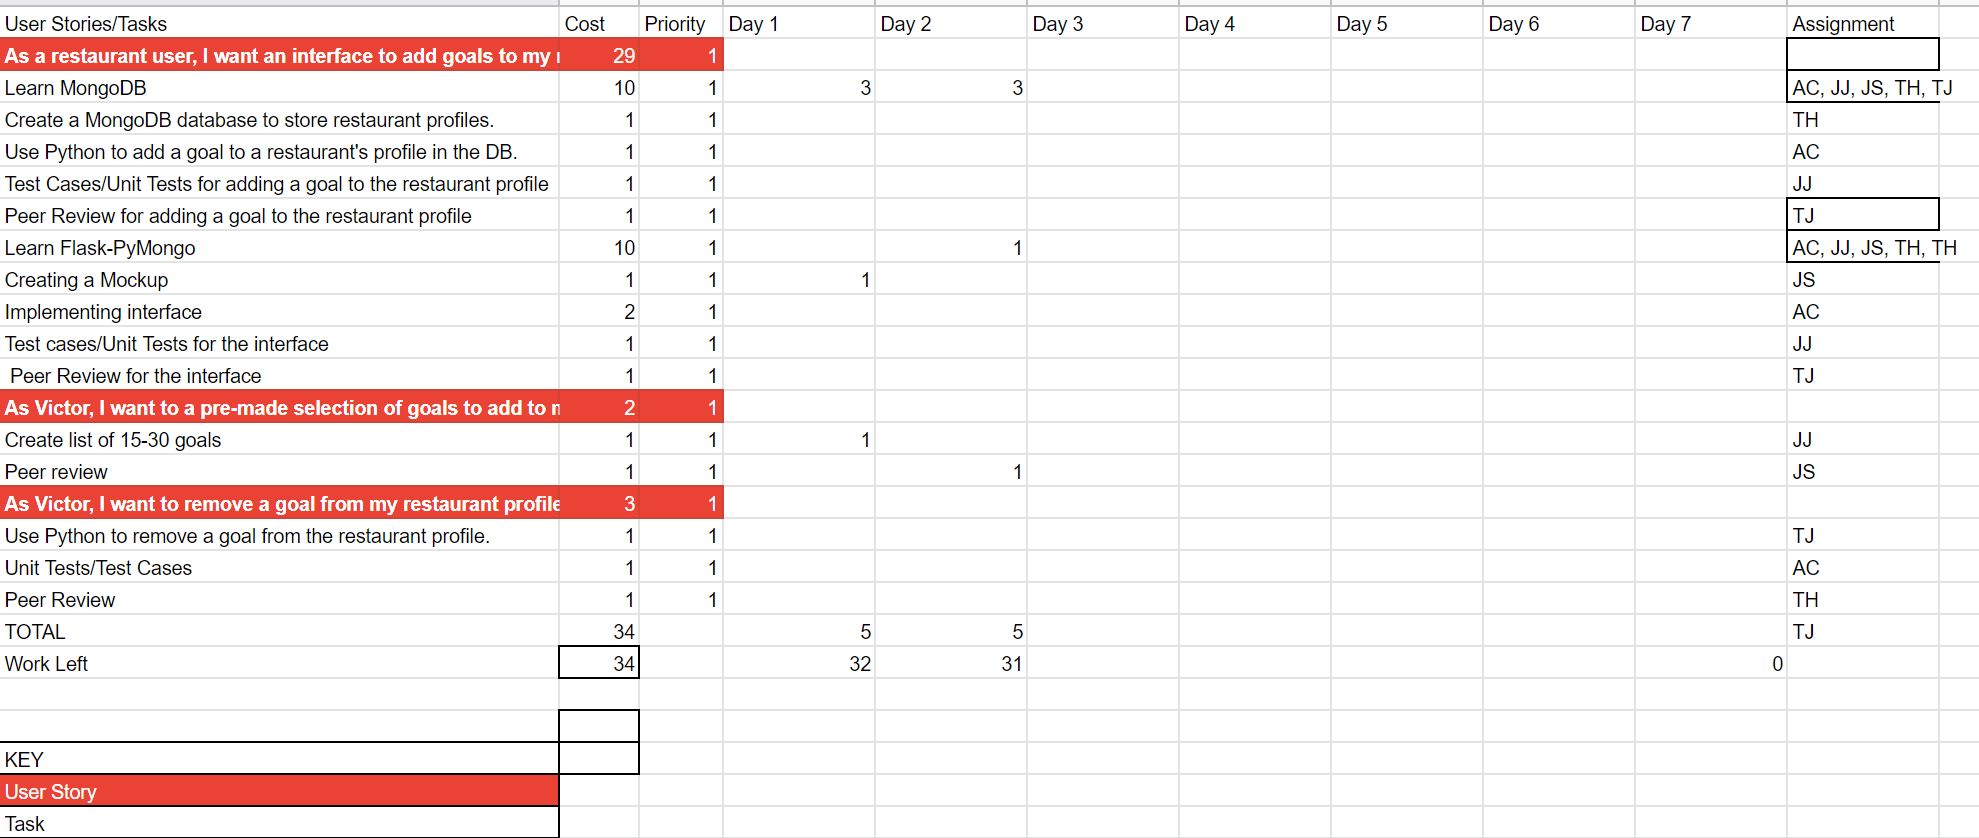 User Stories/Tasks Cost Priority Day 1 Day 2 Day 3 Day 4 Day 5 Day 6 Day 7 Assignment
As a restaurant user, I want an interface to add goals to my 29 1
Learn MongoDB 10 1 3 3 AC, JJ, JS, TH, TJ
Create a MongoDB database to store restaurant profiles. 1 1 TH
Use Python to add a goal to a restaurant's profile in the DB. 1 1 AC
Test Cases/Unit Tests for adding a goal to the restaurant profile 1 1 JJ
Peer Review for adding a goal to the restaurant profile 1 1 TJ
Learn Flask-PyMongo 10 1 1 AC, JJ, JS, TH, TH
Creating a Mockup 1 1 1 JS
Implementing interface 2 1 AC
Test cases/Unit Tests for the interface 1 1 JJ
Peer Review for the interface 1 1 TJ
As Victor, I want to a pre-made selection of goals to add to 2 1
Create list of 15-30 goals 1 1 1 JJ
Peer review 1 1 1 JS
As Victor, I want to remove a goal from my restaurant profile 3 1
Use Python to remove a goal from the restaurant profile. 1 1 TJ
Unit Tests/Test Cases 1 1 AC
Peer Review 1 1 TH
TOTAL 34 5 5 TJ
Work Left 34 32 31 0
KEY
User Story
Task